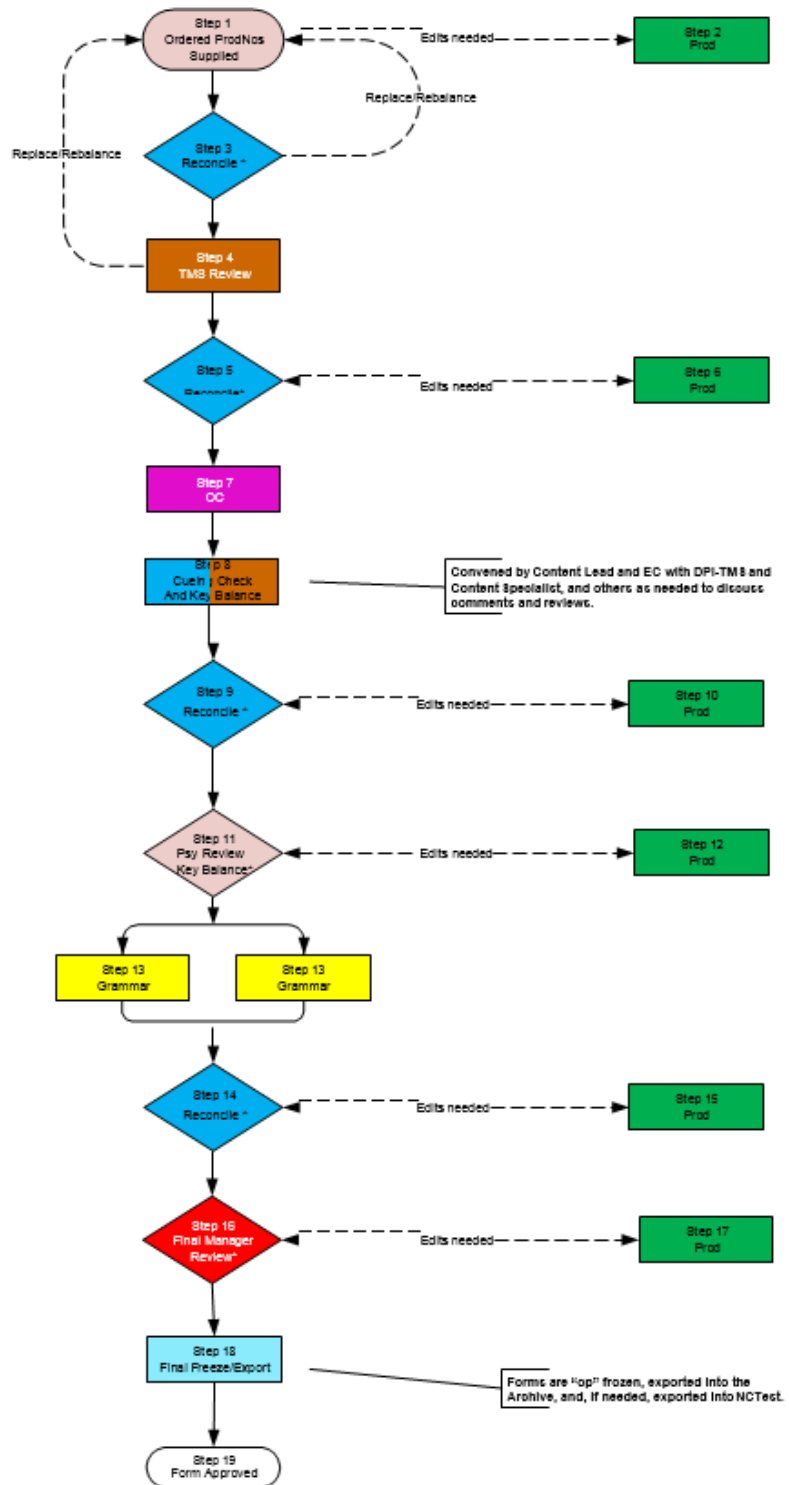 Step 1
Ordered ProdNos
Supplied
Edits needed
Step 2
Prod
Replace/Rebalance
Replace/Rebalance
Step 3
Reconcile *
Step 4
TMS Review
Step 5
Reconcile*
Edits needed
Step 6
Prod
Step 7
OC
Step 8
Cueing Check
And Key Balance
Convened by Content Lead and EC with DPI-TMS and
Content Specialist, and others as needed to discuss
comments and reviews.
Step 9
Reconcile *
Edits needed
Step 10
Prod
Step 11
Psy Review
Key Balance*
Edits needed
Step 12
Prod
Step 13
Grammar
Step 13
Grammar
Step 14
Reconcile *
Edits needed
Step 15
Prod
Step 16
Final Manager
Review*
Edits needed
Step 17
Prod
Step 18
Final Freeze/Export
Forms are "op" frozen, exported into the
Archive, and, if needed, exported into NCTest.
Step 19
Form Approved